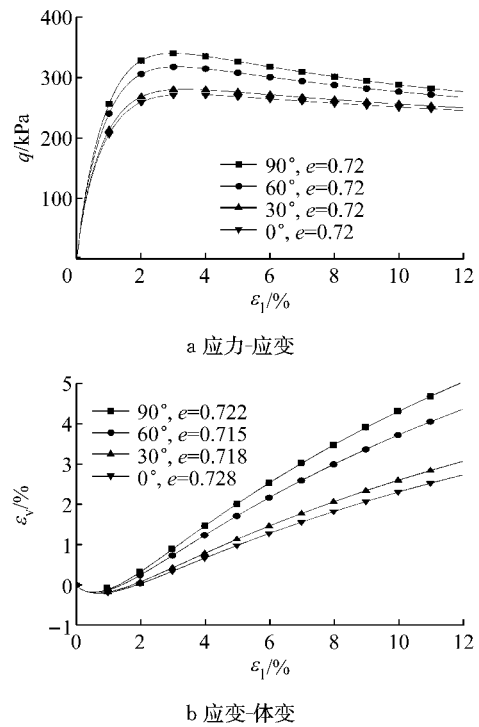 400
300
200
100
0
q/kPa
90°, e=0.72
60°, e=0.72
30°, e=0.72
0°, e=0.72
2 4 6 8 10 12
ε₁/%
a 应力-应变
5
4
3
2
1
0
−1
εᵥ/%
90°, e=0.722
60°, e=0.715
30°, e=0.718
0°, e=0.728
0 2 4 6 8 10 12
ε₁/%
b 应变-体变